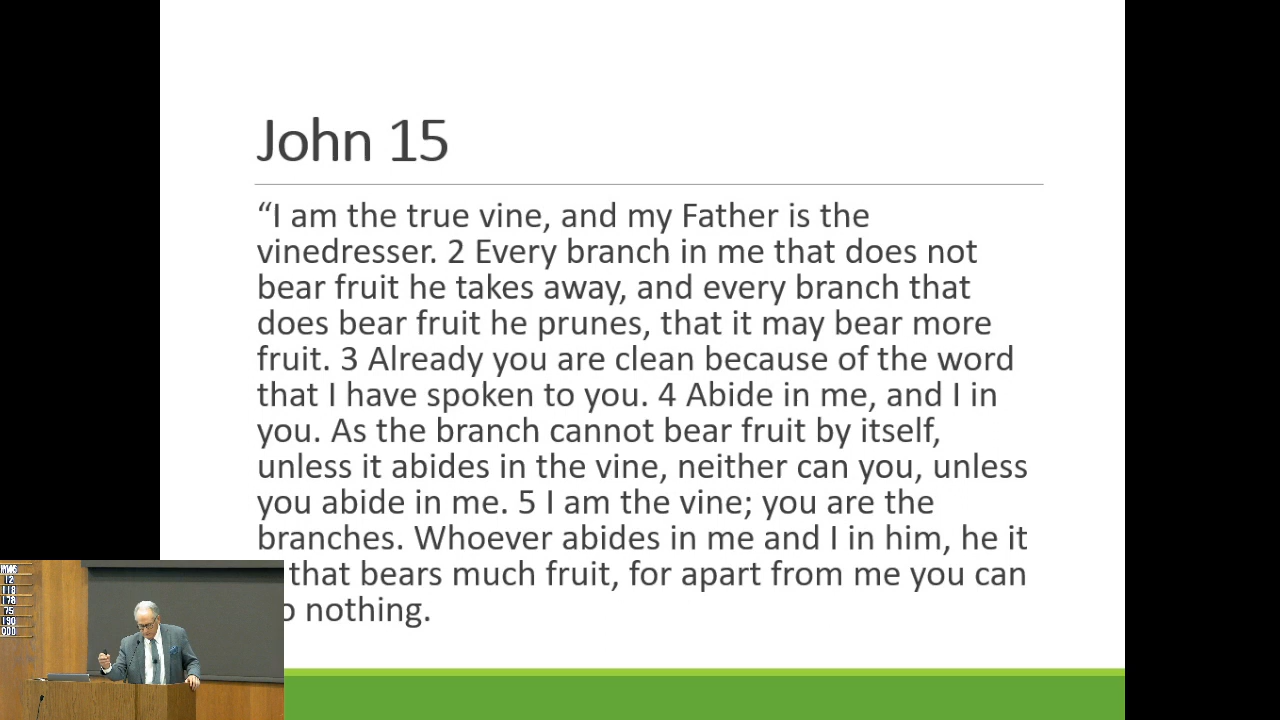 John 15
“I am the true vine, and my Father is the
vinedresser. 2 Every branch in me that does not
bear fruit he takes away, and every branch that
does bear fruit he prunes, that it may bear more
fruit. 3 Already you are clean because of the word
that I have spoken to you. 4 Abide in me, and I in
you. As the branch cannot bear fruit by itself,
unless it abides in the vine, neither can you, unless
you abide in me. 5 I am the vine; you are the
branches. Whoever abides in me and I in him, he it
that bears much fruit, for apart from me you can
nothing.
12
118
178
75
190